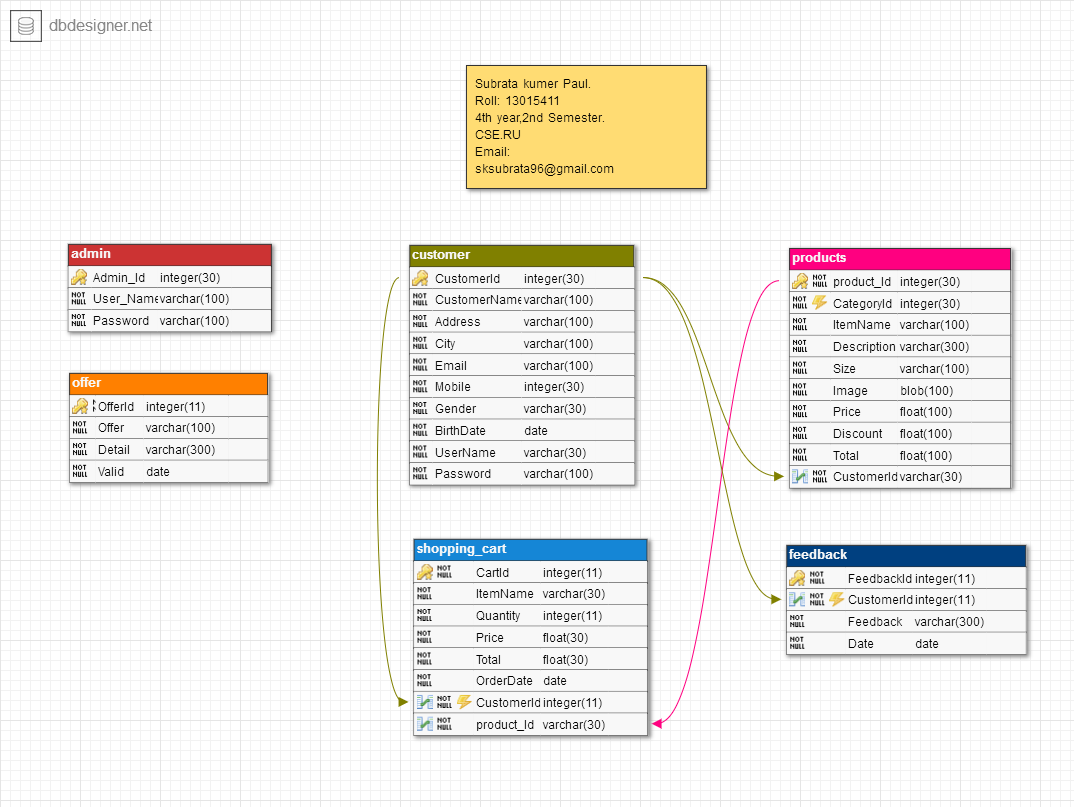 dbdesigner.net
Subrata kumer Paul.
Roll: 13015411
4th year,2nd Semester.
CSE.RU
Email:
sksubrata96@gmail.com
admin
Admin_Id integer(30)
NOT NULL User_Name varchar(100)
NOT NULL Password varchar(100)
offer
OfferId integer(11)
NOT NULL Offer varchar(100)
NOT NULL Detail varchar(300)
NOT NULL Valid date
customer
CustomerId integer(30)
NOT NULL CustomerName varchar(100)
NOT NULL Address varchar(100)
NOT NULL City varchar(100)
NOT NULL Email varchar(100)
NOT NULL Mobile integer(30)
NOT NULL Gender varchar(30)
NOT NULL BirthDate date
NOT NULL UserName varchar(30)
NOT NULL Password varchar(100)
products
NOT NULL product_Id integer(30)
NOT NULL CategoryId integer(30)
NOT NULL ItemName varchar(100)
NOT NULL Description varchar(300)
NOT NULL Size varchar(100)
NOT NULL Image blob(100)
NOT NULL Price float(100)
NOT NULL Discount float(100)
NOT NULL Total float(100)
NOT NULL CustomerId varchar(30)
shopping_cart
NOT NULL CartId integer(11)
NOT NULL ItemName varchar(30)
NOT NULL Quantity integer(11)
NOT NULL Price float(30)
NOT NULL Total float(30)
NOT NULL OrderDate date
NOT NULL CustomerId integer(11)
NOT NULL product_Id varchar(30)
feedback
NOT NULL FeedbackId integer(11)
NOT NULL CustomerId integer(11)
NOT NULL Feedback varchar(300)
NOT NULL Date date